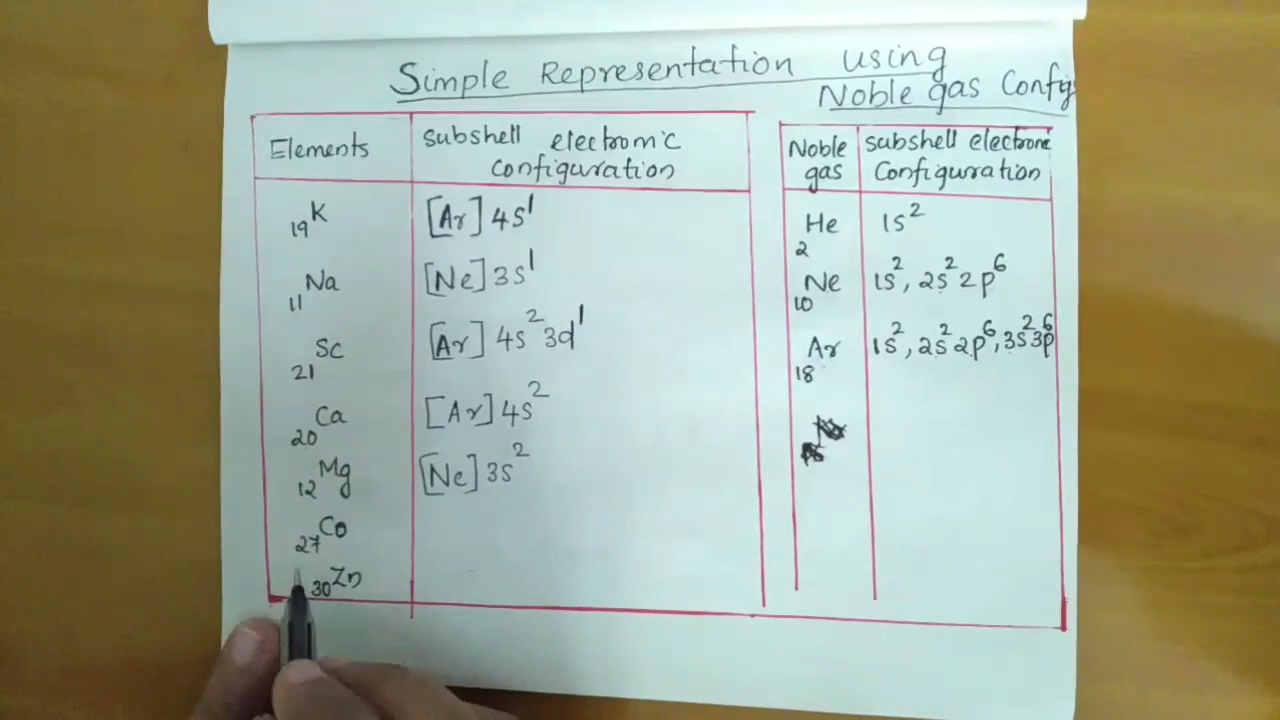 Simple Representation using
Noble gas Config
Elements
subshell electronic
configuration
19K
[Ar] 4s1
11Na
[Ne] 3s1
21Sc
[Ar] 4s2 3d1
20Ca
[Ar] 4s2
12Mg
[Ne] 3s2
27Co
30Zn
Noble
gas
subshell electronic
Configuration
He
2
1s2
Ne
10
1s2, 2s2 2p6
Ar
18
1s2, 2s2 2p6, 3s2 3p6